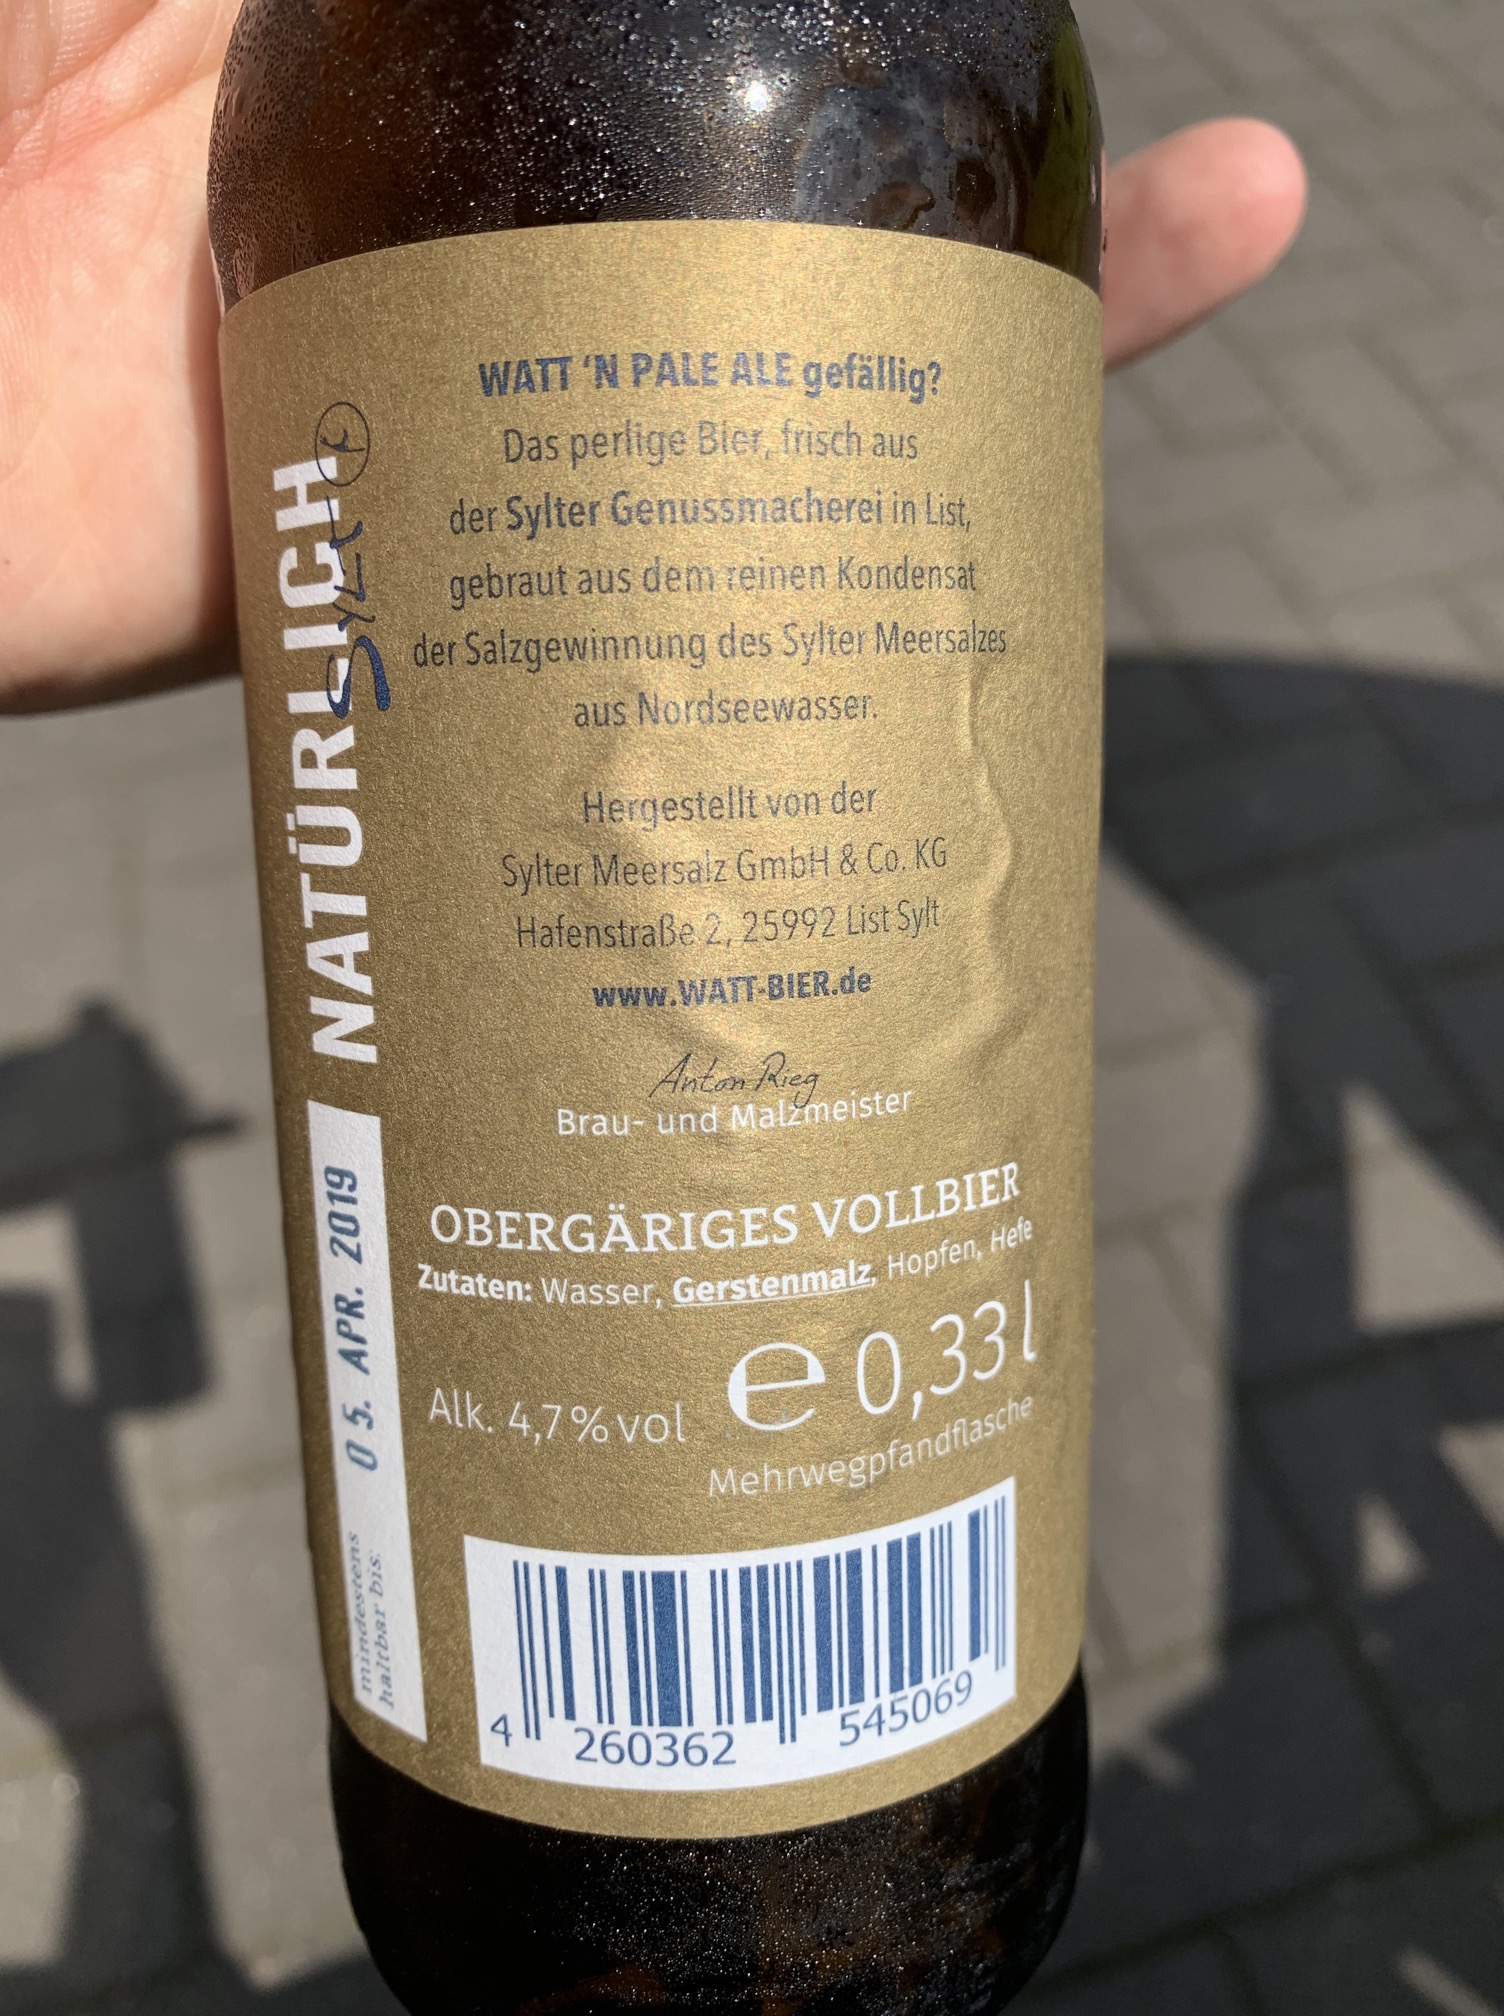 WATT ‘N PALE ALE gefällig?
Das perlige Bier, frisch aus
der Sylter Genussmacherei in List,
gebraut aus dem reinen Kondensat
der Salzgewinnung des Sylter Meersalzes
aus Nordseewasser.
Hergestellt von der
Sylter Meersalz GmbH & Co. KG
Hafenstraße 2, 25992 List Sylt
www.WATT-BIER.de
Anton Rieg
Brau- und Malzmeister
OBERGÄRIGES VOLLBIER
Zutaten: Wasser, Gerstenmalz, Hopfen, Hefe
Alk. 4,7 % vol
℮ 0,33 l
Mehrwegpfandflasche
4 260362 545069
NATÜRLICH
SYLT
mindestens
haltbar bis:
05. APR. 2019